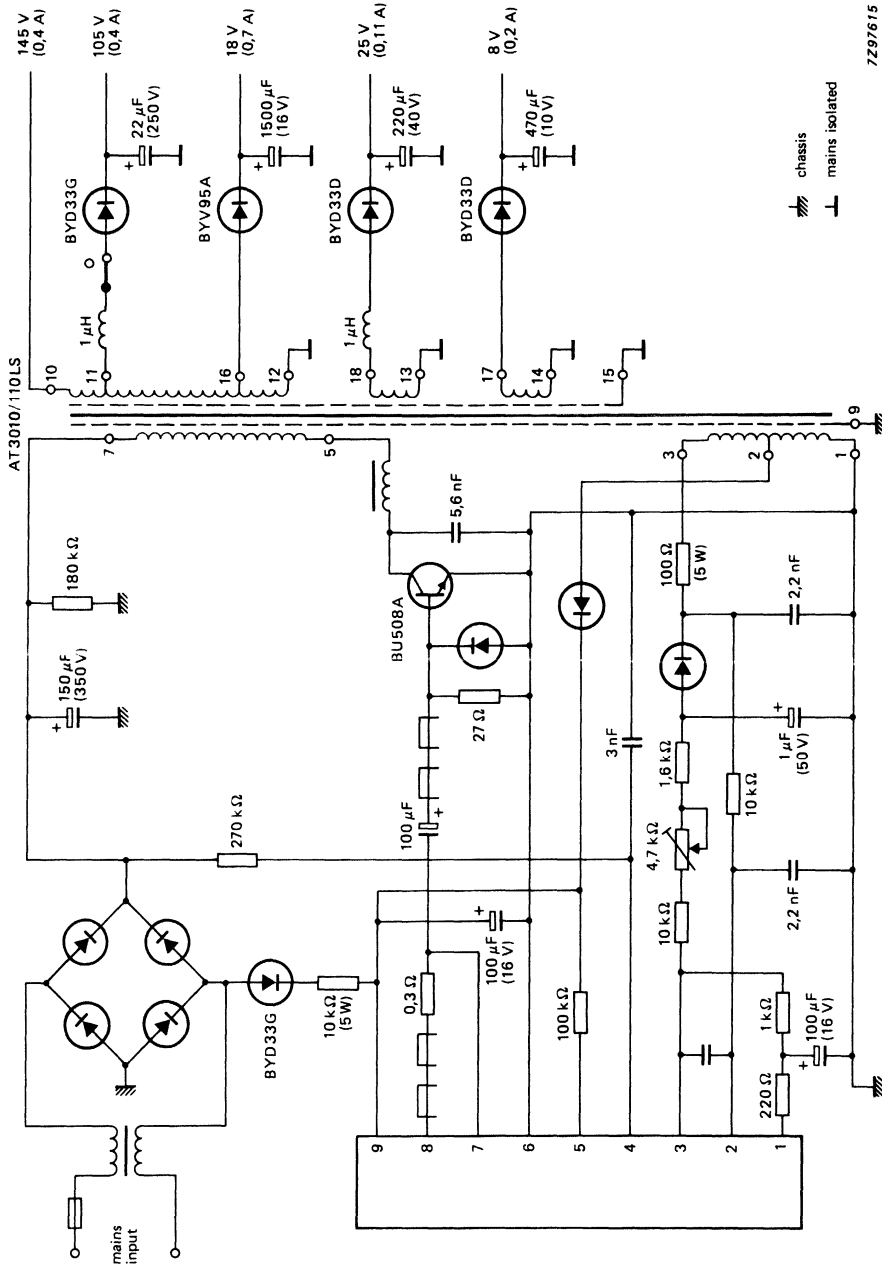 145 V
(0,4 A)
105 V
(0,4 A)
18 V
(0,7 A)
25 V
(0,11 A)
8 V
(0,2 A)
22 µF
(250 V)
+
1500 µF
(16 V)
+
220 µF
(40 V)
+
470 µF
(10 V)
+
BYD33G
BYV95A
BYD33D
BYD33D
1 µH
1 µH
10
11
16
12
18
13
17
14
15
AT3010/110LS
7
5
3
2
1
9
180 kΩ
150 µF
(350 V)
+
270 kΩ
BU508A
5,6 nF
27 Ω
100 µF
+
3 nF
100 Ω
(5 W)
2,2 nF
1,6 kΩ
1 µF
(50 V)
+
4,7 kΩ
10 kΩ
10 kΩ
2,2 nF
mains
input
BYD33G
10 kΩ
(5W)
0,3 Ω
100 µF
(16 V)
+
100 kΩ
1 kΩ
220 Ω
100 µF
(16 V)
+
9
8
7
6
5
4
3
2
1
chassis
mains isolated
7Z97615